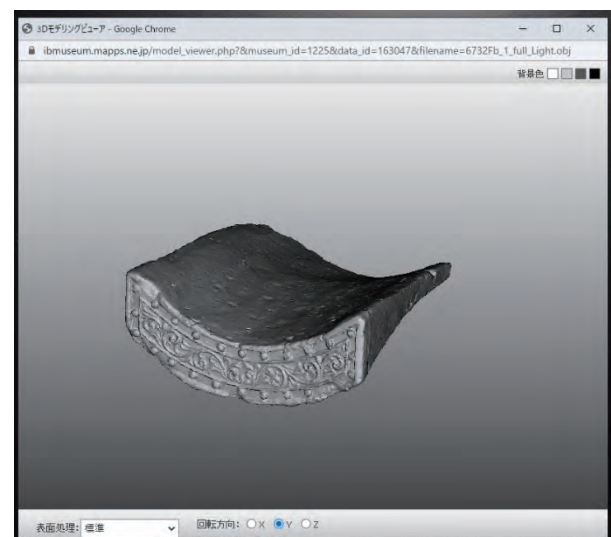 3Dモデリングビューア - Google Chrome
ibmuseum.mapps.ne.jp/model_viewer.php?&museum_id=1225&data_id=163047&filename=6732Fb_1_full_Light.obj
背景色
表面処理: 標準 回転方向: X Y Z